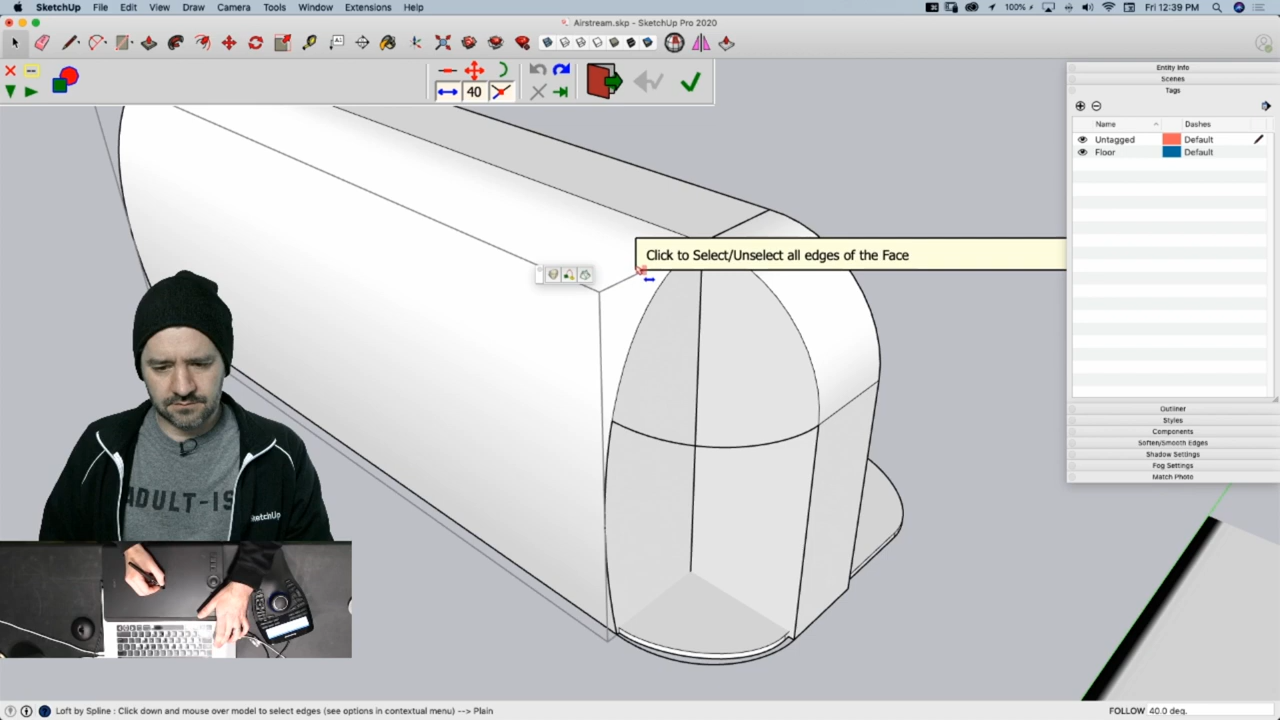 SketchUp File Edit View Draw Camera Tools Window Extensions Help
100% Fri 12:39 PM
Airstream.skp - SketchUp Pro 2020
40
Entity Info
Scenes
Tags
Name Dashes
Untagged Default
Floor Default
Click to Select/Unselect all edges of the Face
Outliner
Styles
Components
Soften/Smooth Edges
Shadow Settings
Fog Settings
Match Photo
ADULT-IS
SketchUp
Loft by Spline : Click down and mouse over model to select edges (see options in contextual menu) --> Plain
FOLLOW 40.0 deg.